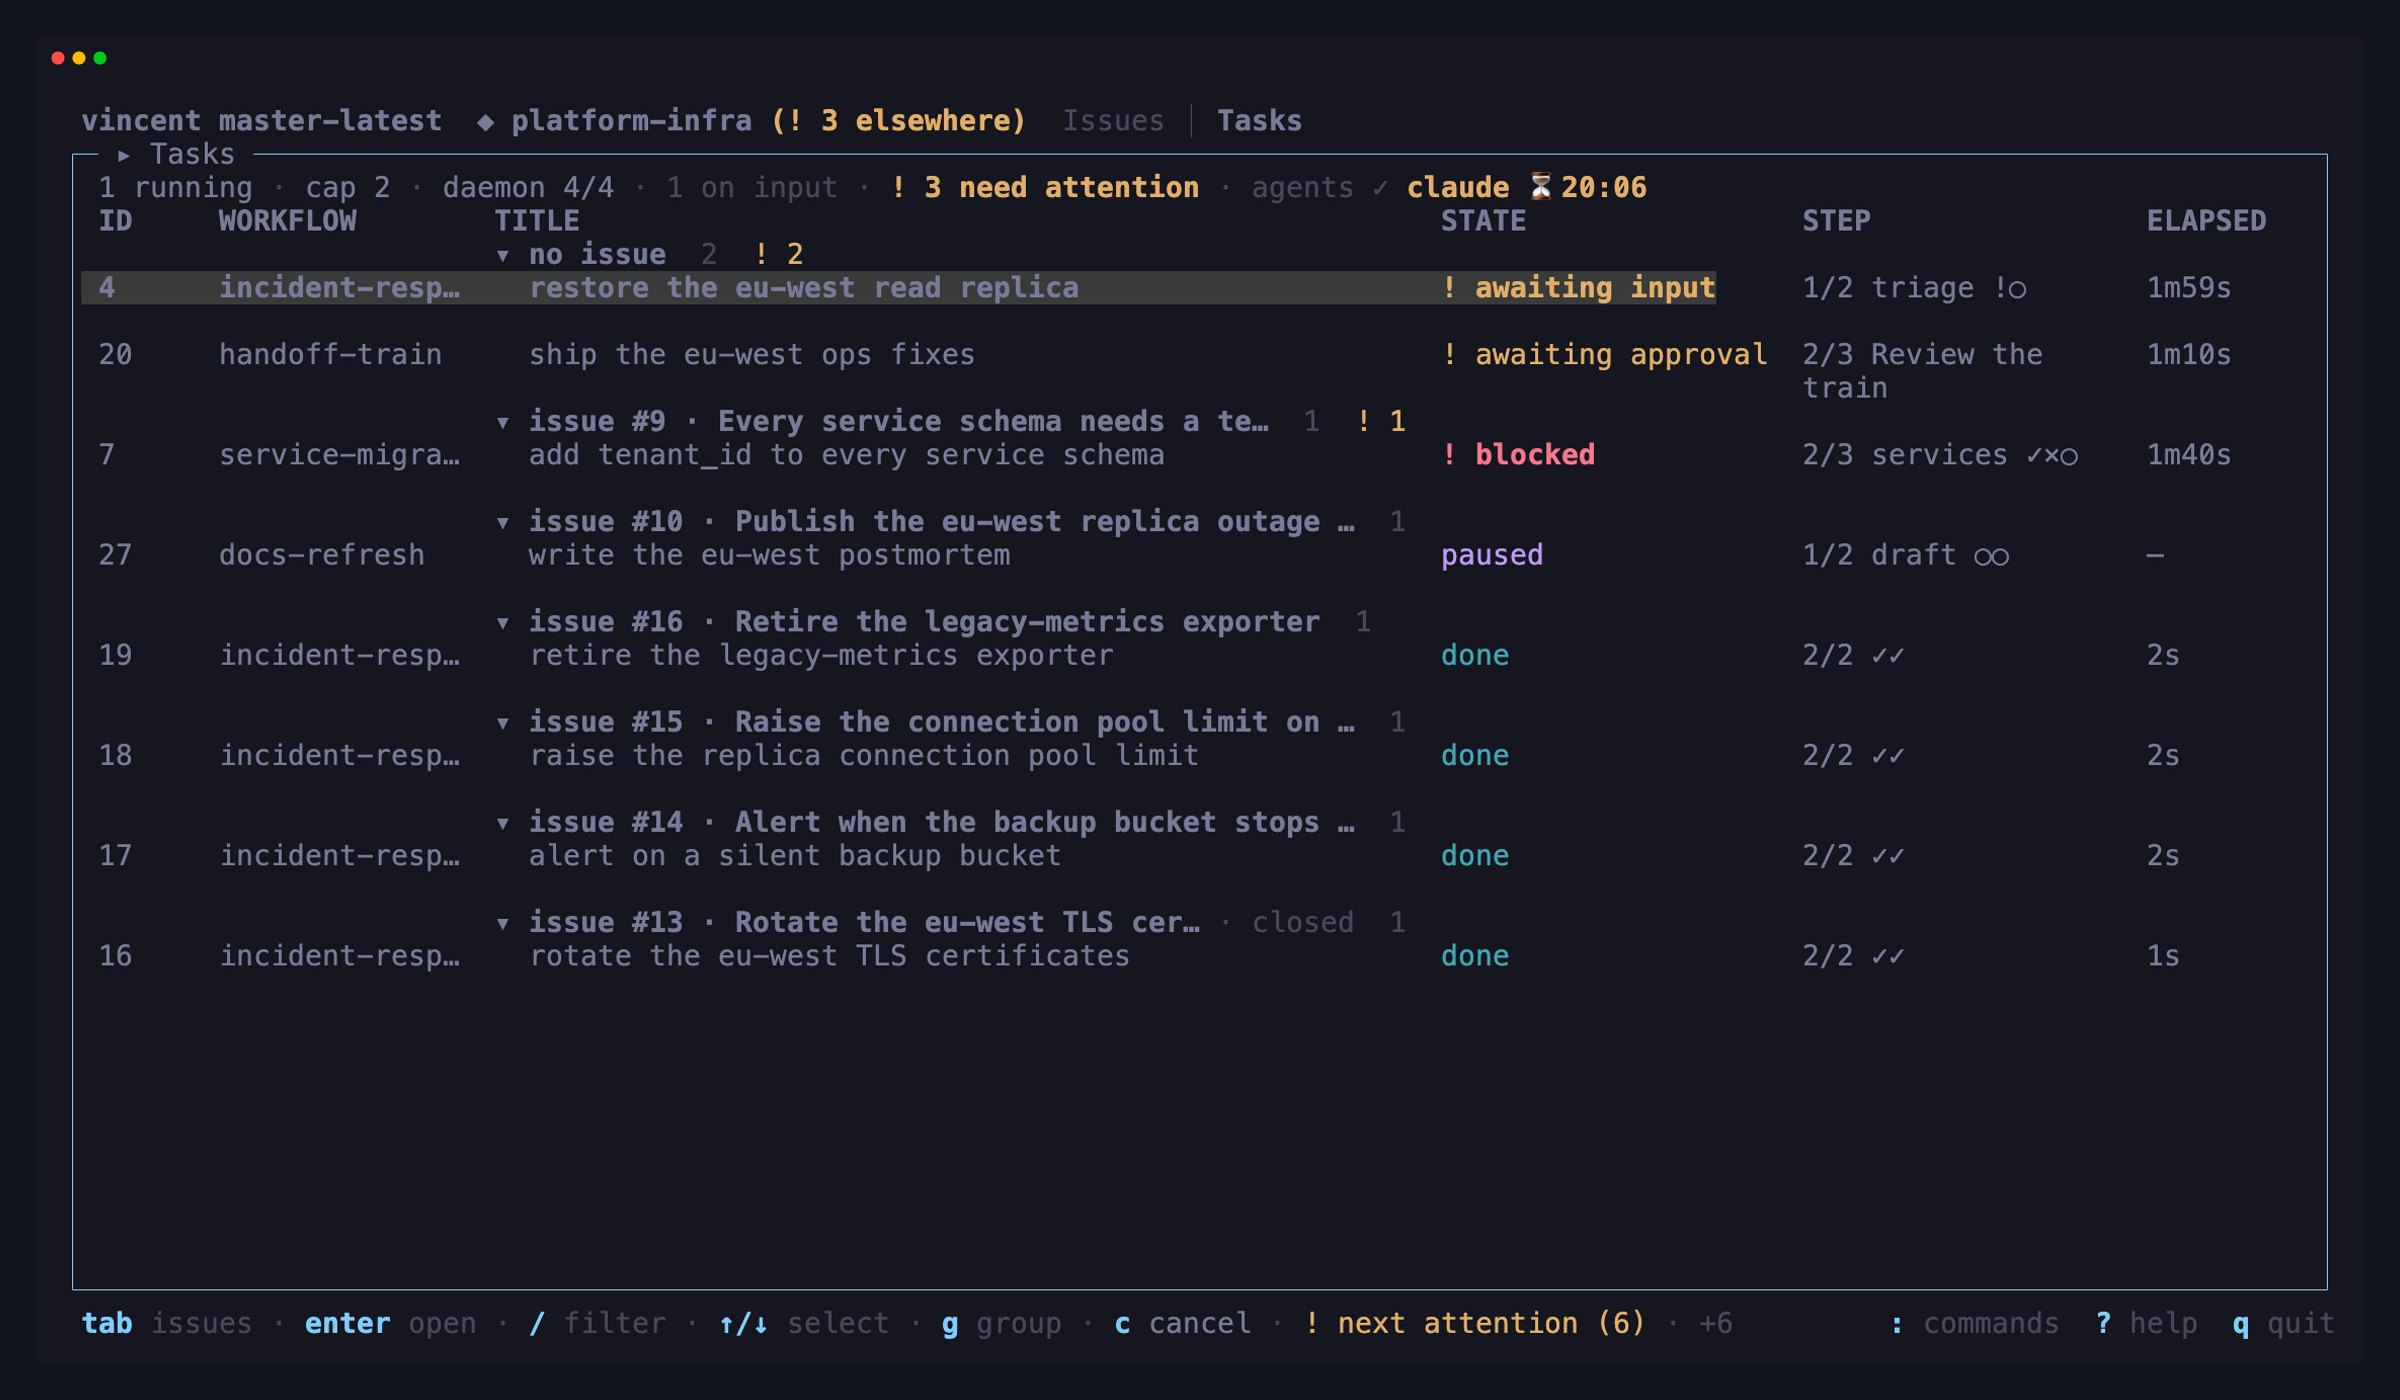 vincent master-latest ◆ platform-infra (! 3 elsewhere) Issues │ Tasks
▸ Tasks
1 running · cap 2 · daemon 4/4 · 1 on input · ! 3 need attention · agents ✓ claude ⏳20:06
ID WORKFLOW TITLE STATE STEP ELAPSED
▾ no issue 2 ! 2
4 incident-resp… restore the eu-west read replica ! awaiting input 1/2 triage !○ 1m59s
20 handoff-train ship the eu-west ops fixes ! awaiting approval 2/3 Review the 1m10s
train
▾ issue #9 · Every service schema needs a te… 1 ! 1
7 service-migra… add tenant_id to every service schema ! blocked 2/3 services ✓×○ 1m40s
▾ issue #10 · Publish the eu-west replica outage … 1
27 docs-refresh write the eu-west postmortem paused 1/2 draft ○○ –
▾ issue #16 · Retire the legacy-metrics exporter 1
19 incident-resp… retire the legacy-metrics exporter done 2/2 ✓✓ 2s
▾ issue #15 · Raise the connection pool limit on … 1
18 incident-resp… raise the replica connection pool limit done 2/2 ✓✓ 2s
▾ issue #14 · Alert when the backup bucket stops … 1
17 incident-resp… alert on a silent backup bucket done 2/2 ✓✓ 2s
▾ issue #13 · Rotate the eu-west TLS cer… · closed 1
16 incident-resp… rotate the eu-west TLS certificates done 2/2 ✓✓ 1s
tab issues · enter open · / filter · ↑/↓ select · g group · c cancel · ! next attention (6) · +6 : commands ? help q quit